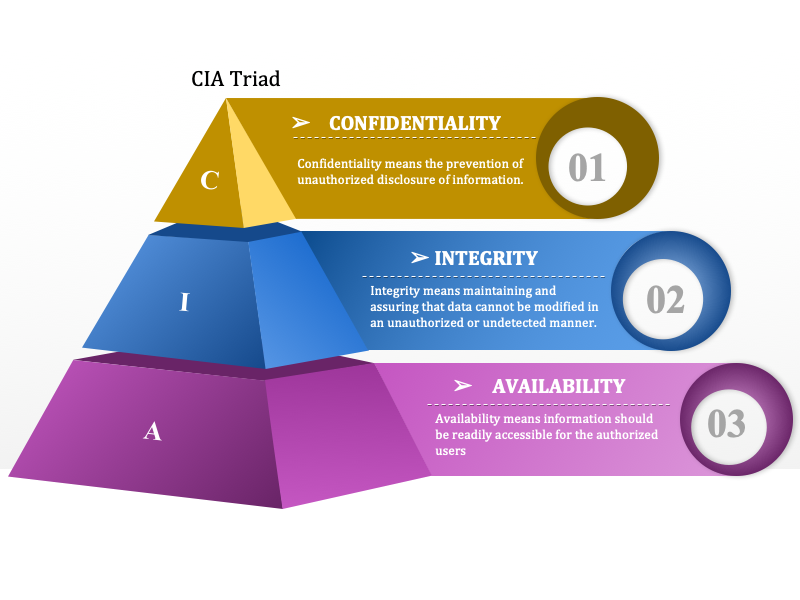 CIA Triad
➢ CONFIDENTIALITY
Confidentiality means the prevention of
unauthorized disclosure of information.
C
01
➢ INTEGRITY
Integrity means maintaining and
assuring that data cannot be modified in
an unauthorized or undetected manner.
I
02
➢ AVAILABILITY
Availability means information should
be readily accessible for the authorized
users
A
03